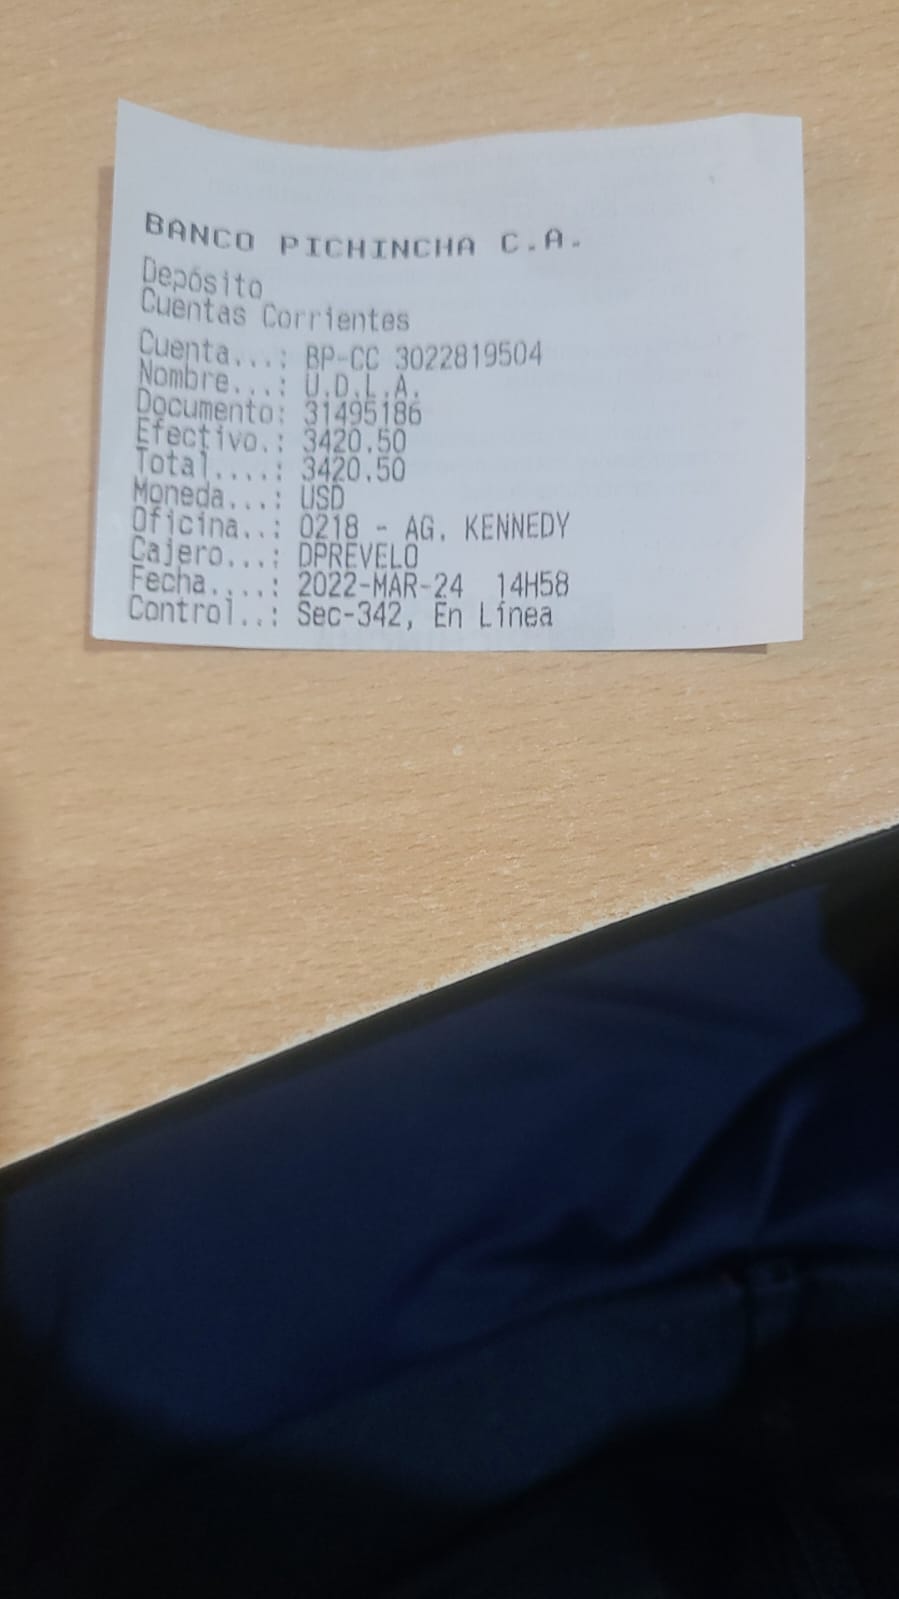 BANCO PICHINCHA C.A.
Depósito
Cuentas Corrientes
Cuenta...: BP-CC 3022819504
Nombre...: U.D.L.A.
Documento: 31495186
Efectivo.: 3420.50
Total....: 3420.50
Moneda...: USD
Oficina..: 0218 - AG. KENNEDY
Cajero...: DPREVELO
Fecha....: 2022-MAR-24 14H58
Control..: Sec-342, En Línea